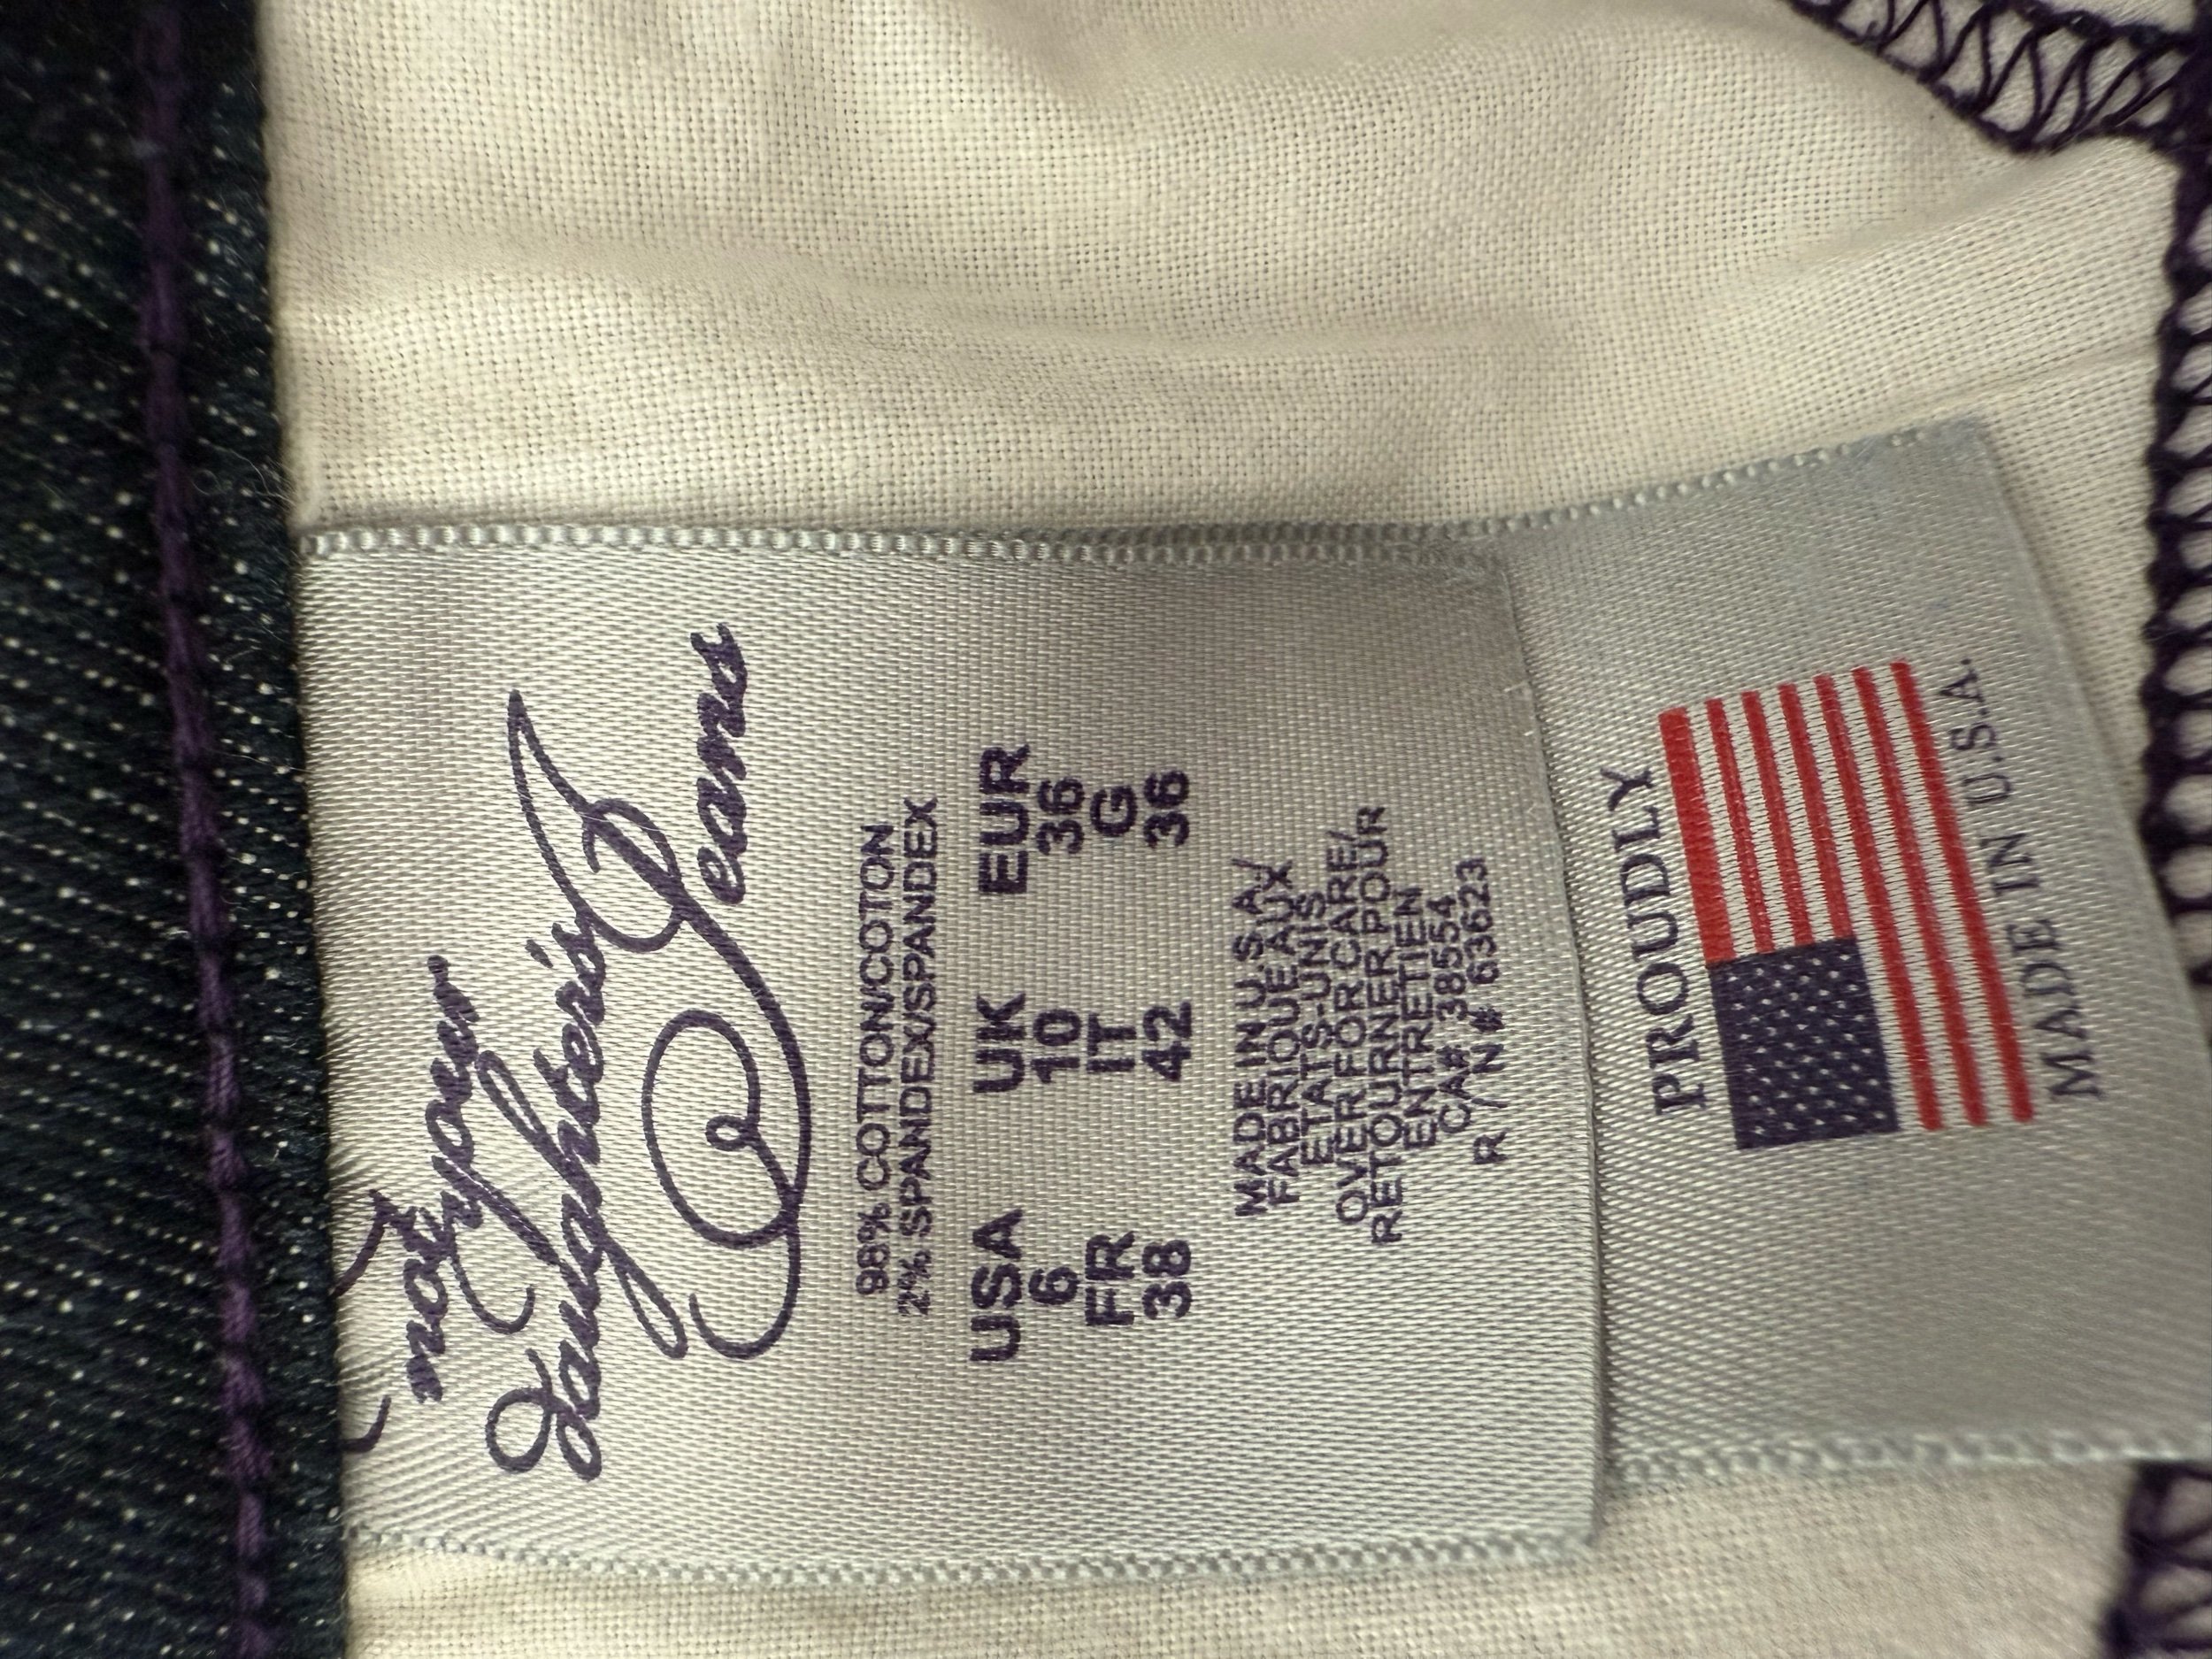 not your
Daughter's
Jeans
98% COTTON/COTON
2% SPANDEX/SPANDEX
USA UK EUR
6 10 36
FR IT G
38 42 36
MADE IN U.S.A/
FABRIQUE AUX
ETATS-UNIS
OVER FOR CARE/
RETOURNER POUR
ENTRETIEN
CA# 38554
R/N # 63623
PROUDLY
MADE IN U.S.A.